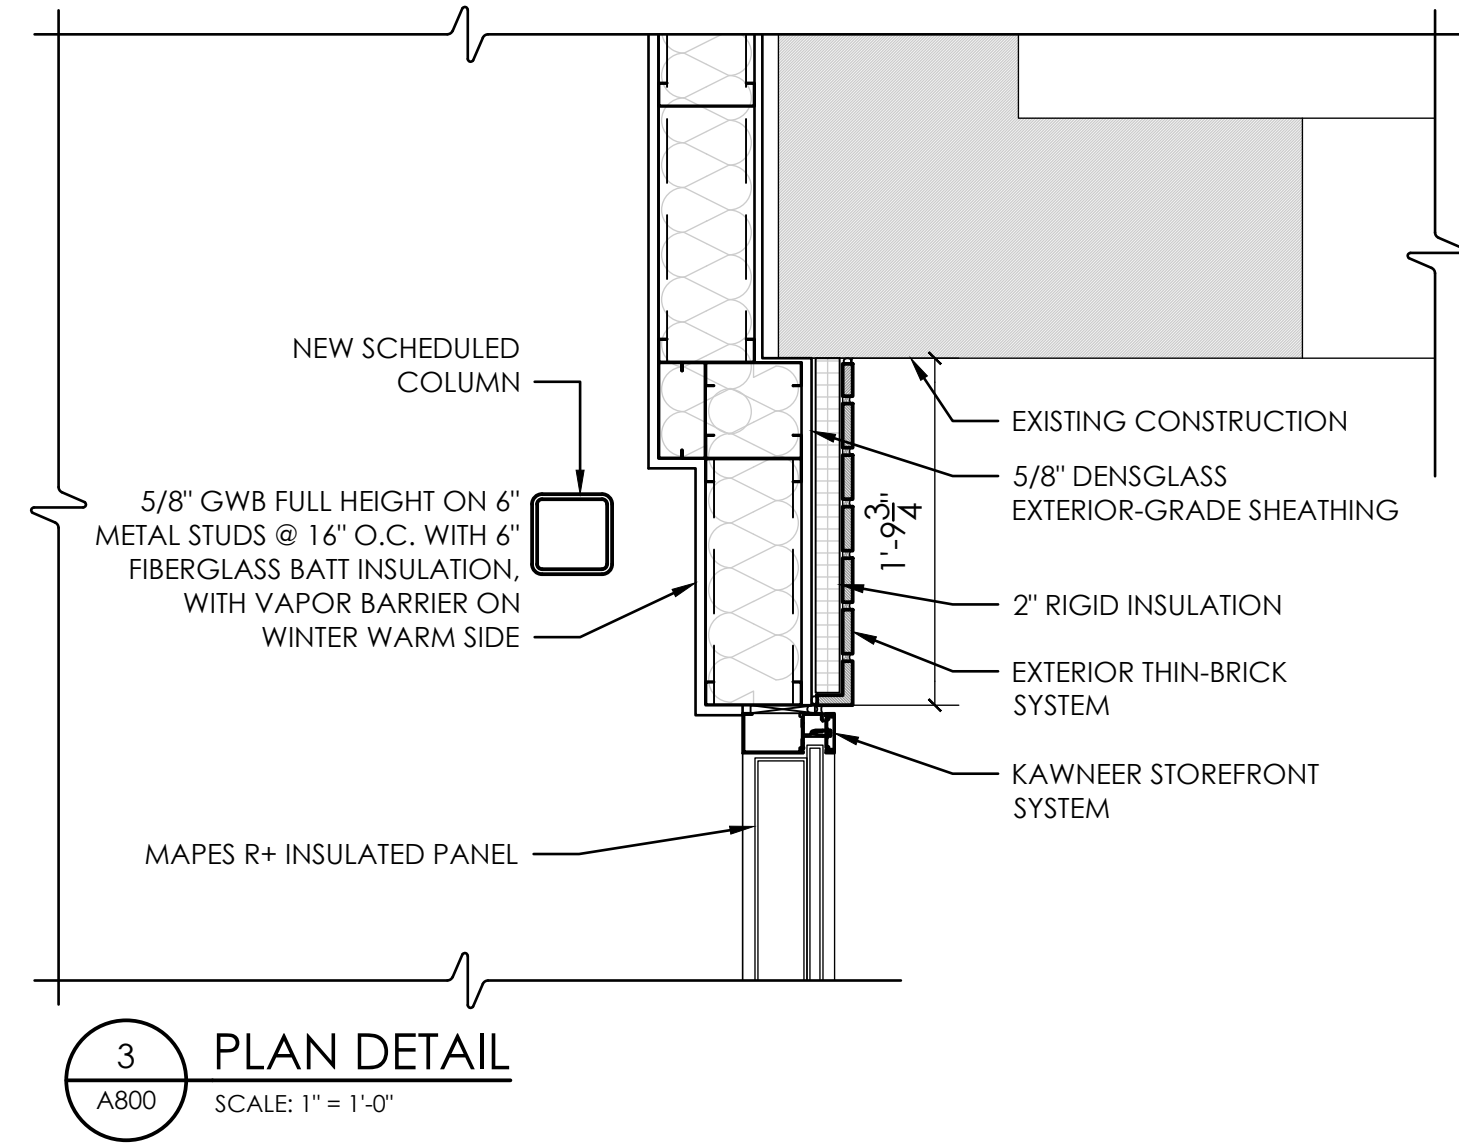 NEW SCHEDULED
COLUMN
5/8" GWB FULL HEIGHT ON 6"
METAL STUDS @ 16" O.C. WITH 6"
FIBERGLASS BATT INSULATION,
WITH VAPOR BARRIER ON
WINTER WARM SIDE
MAPES R+ INSULATED PANEL
EXISTING CONSTRUCTION
5/8" DENSGLASS
EXTERIOR-GRADE SHEATHING
1'-9 3/4"
2" RIGID INSULATION
EXTERIOR THIN-BRICK
SYSTEM
KAWNEER STOREFRONT
SYSTEM
3
A800
PLAN DETAIL
SCALE: 1" = 1'-0"